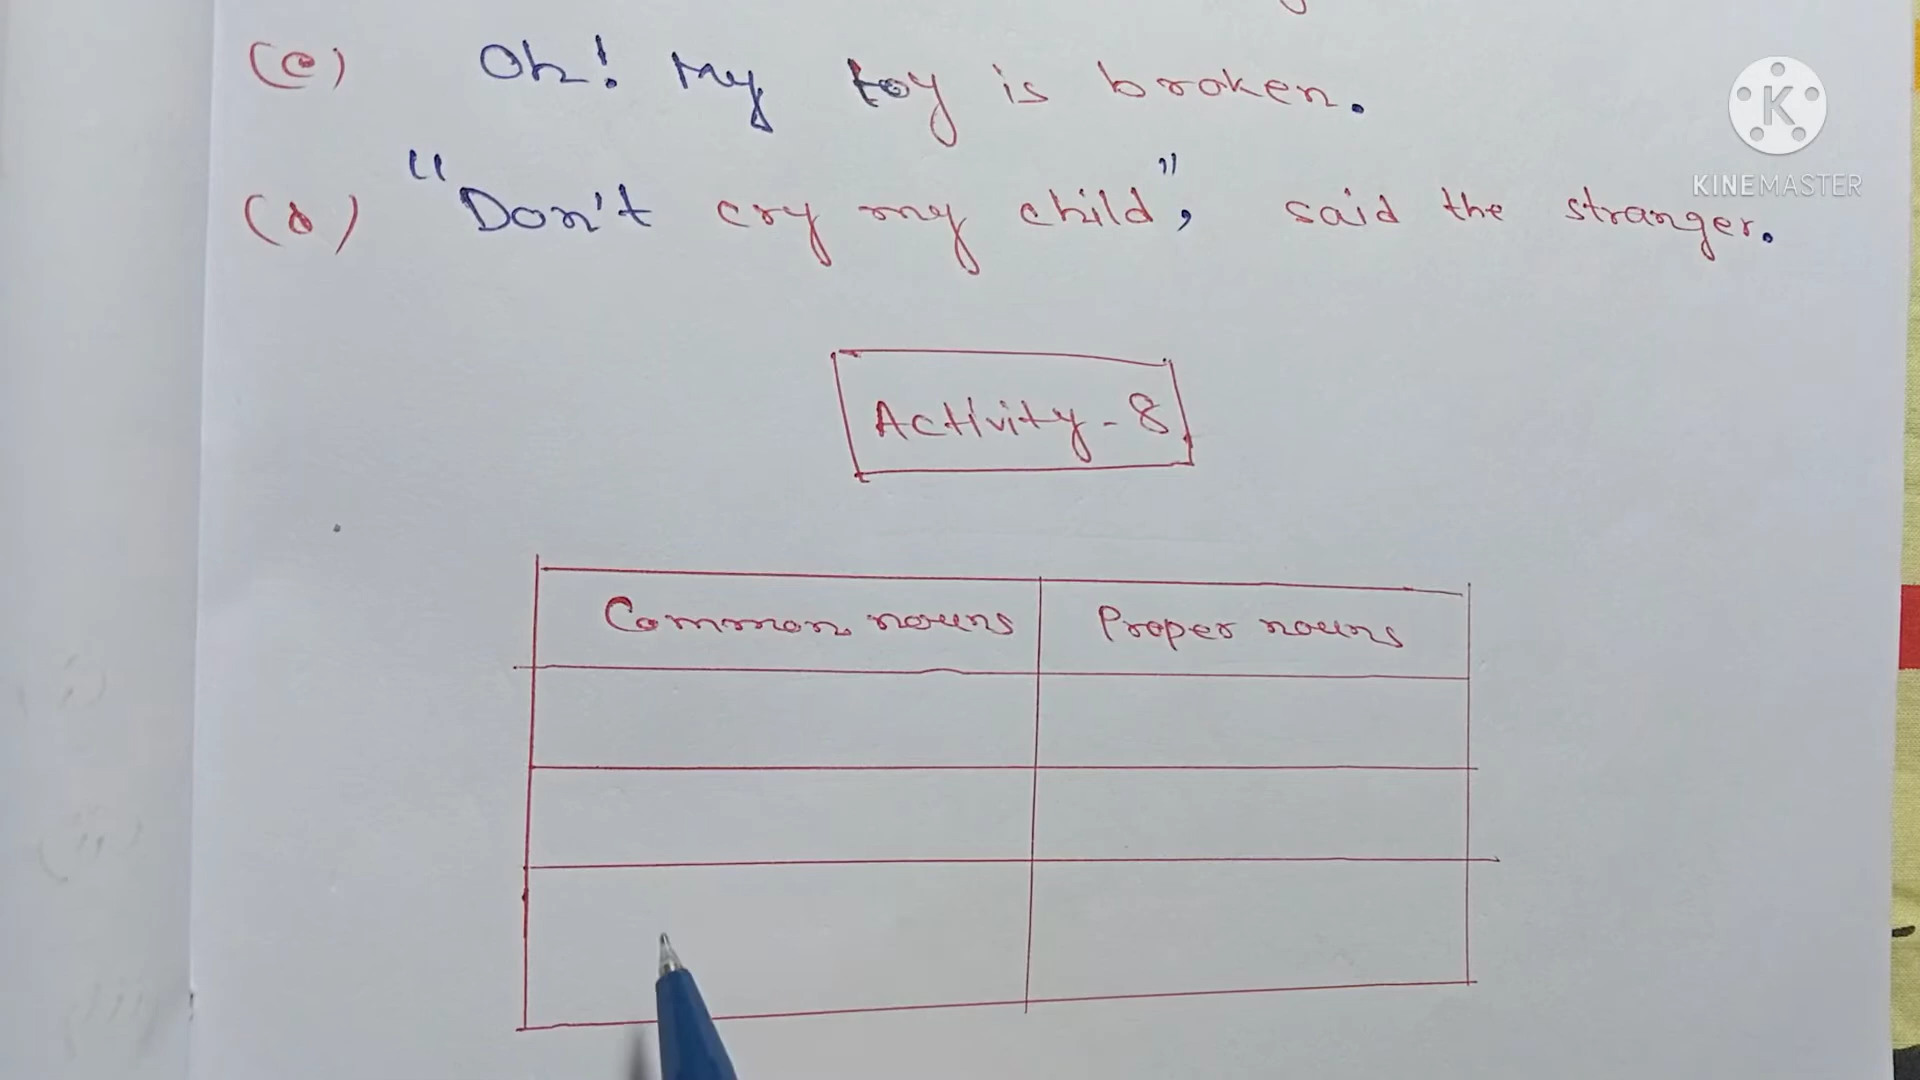 (c) Oh! My toy is broken.
(d) "Don't cry my child", said the stranger.
Activity-8
Common nouns Proper nouns
K
KINEMASTER